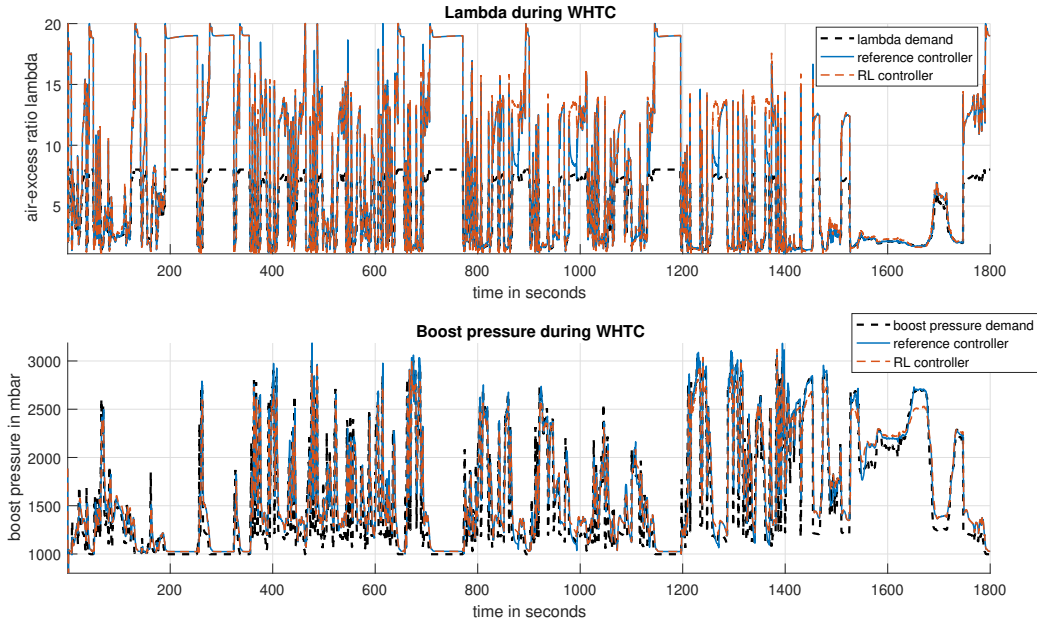 Lambda during WHTC
20
15
10
5
air-excess ratio lambda
lambda demand
reference controller
RL controller
200 400 600 800 1000 1200 1400 1600 1800
time in seconds
Boost pressure during WHTC
3000
2500
2000
1500
1000
boost pressure in mbar
boost pressure demand
reference controller
RL controller
200 400 600 800 1000 1200 1400 1600 1800
time in seconds